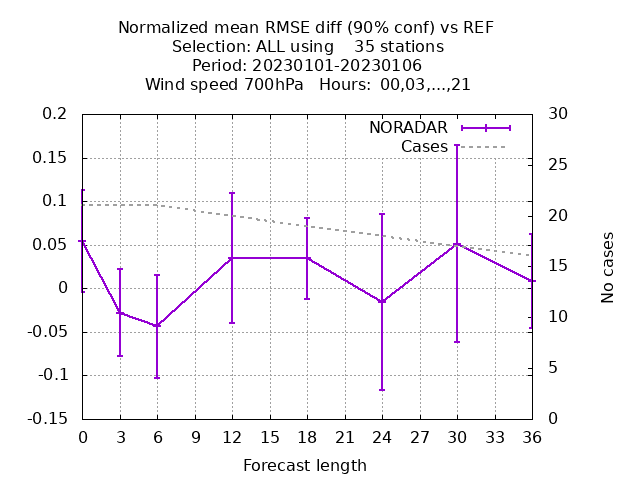 Normalized mean RMSE diff (90% conf) vs REF
Selection: ALL using    35 stations
Period: 20230101-20230106
Wind speed 700hPa   Hours:  00,03,...,21
NORADAR
Cases
0.2
0.15
0.1
0.05
0
-0.05
-0.1
-0.15
30
25
20
15
10
5
0
No cases
0 3 6 9 12 15 18 21 24 27 30 33 36
Forecast length